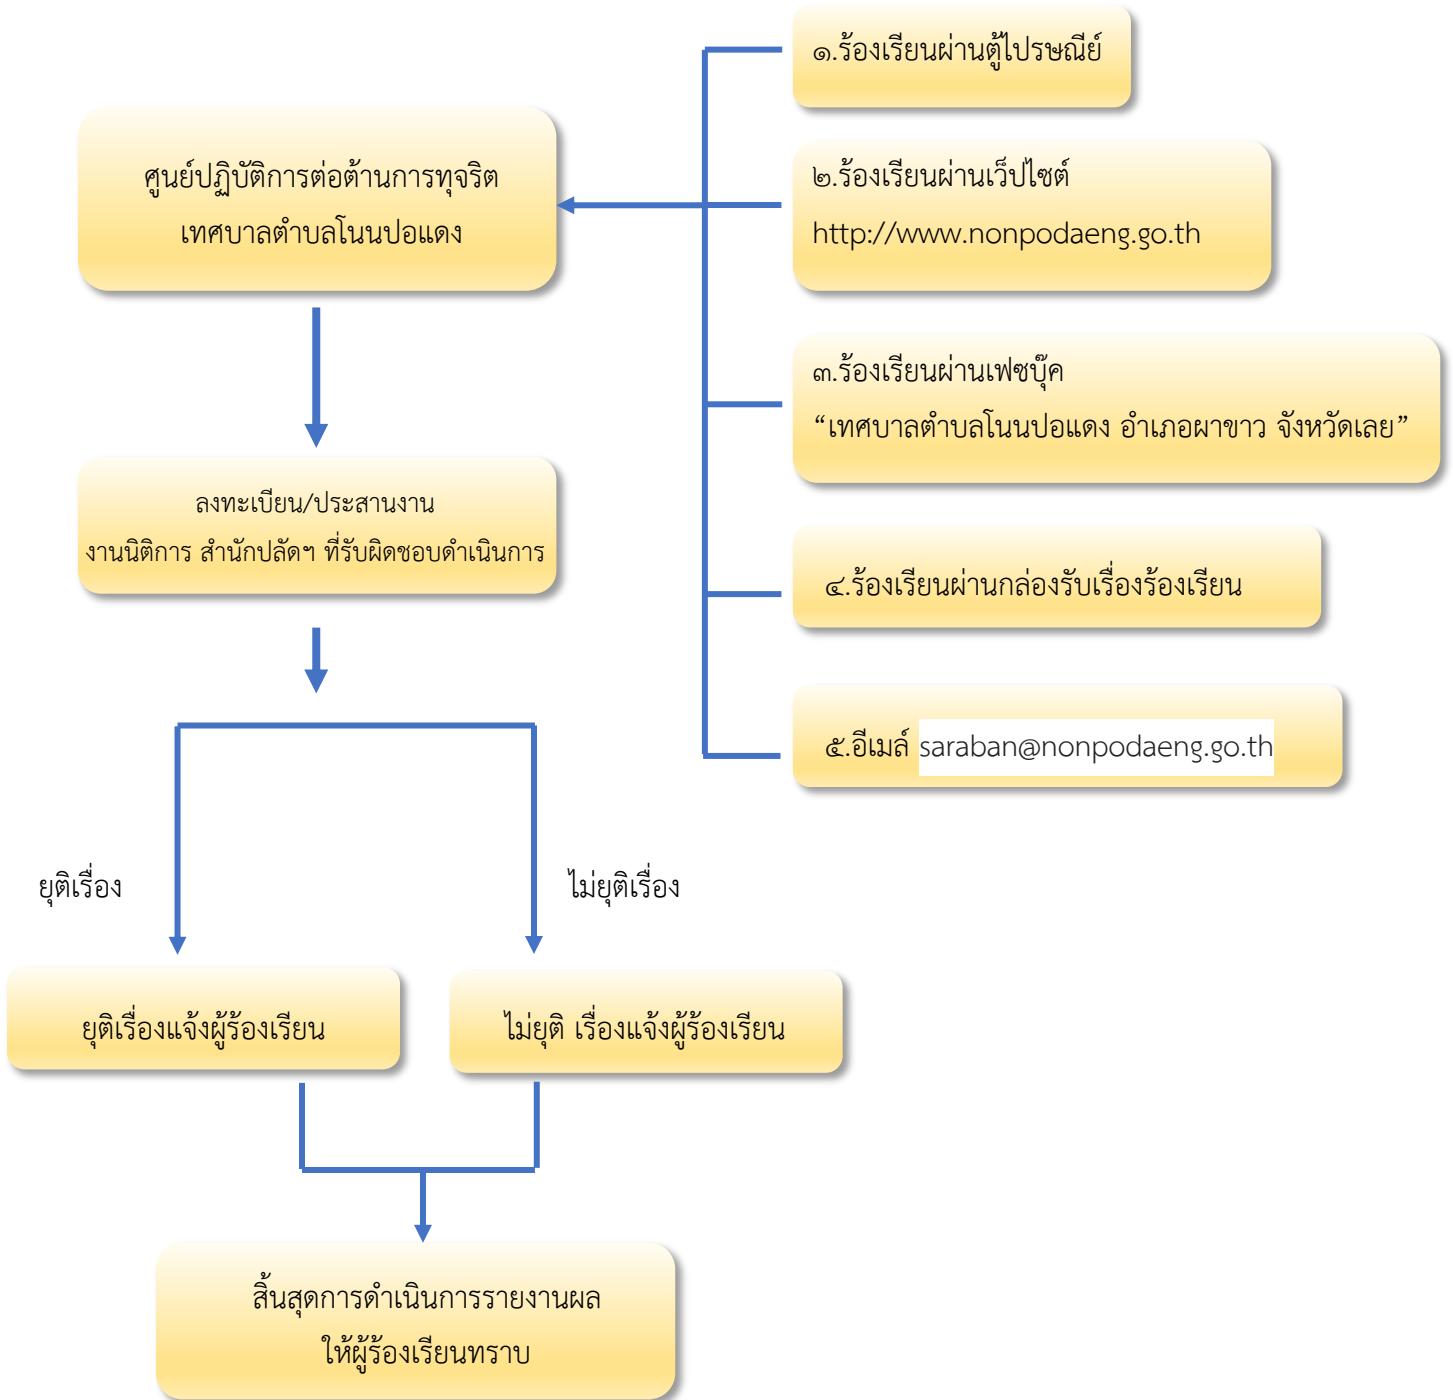 ๑.ร้องเรียนผ่านตู้ไปรษณีย์
ศูนย์ปฏิบัติการต่อต้านการทุจริต
เทศบาลตำบลโนนปอแดง
๒.ร้องเรียนผ่านเว็ปไซต์
http://www.nonpodaeng.go.th
๓.ร้องเรียนผ่านเฟซบุ๊ค
“เทศบาลตำบลโนนปอแดง อำเภอผาขาว จังหวัดเลย”
ลงทะเบียน/ประสานงาน
งานนิติการ สำนักปลัดฯ ที่รับผิดชอบดำเนินการ
๔.ร้องเรียนผ่านกล่องรับเรื่องร้องเรียน
๕.อีเมล์ saraban@nonpodaeng.go.th
ยุติเรื่อง
ไม่ยุติเรื่อง
ยุติเรื่องแจ้งผู้ร้องเรียน
ไม่ยุติ เรื่องแจ้งผู้ร้องเรียน
สิ้นสุดการดำเนินการรายงานผล
ให้ผู้ร้องเรียนทราบ